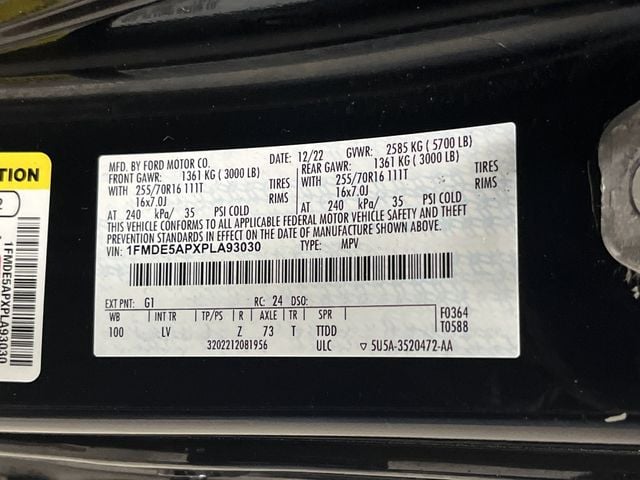 MFD. BY FORD MOTOR CO. DATE: 12/22 GVWR: 2585 KG ( 5700 LB)
FRONT GAWR: 1361 KG ( 3000 LB) REAR GAWR: 1361 KG ( 3000 LB)
WITH 255/70R16 111T TIRES WITH 255/70R16 111T TIRES
16x7.0J RIMS 16x7.0J RIMS
AT 240 kPa/ 35 PSI COLD AT 240 kPa/ 35 PSI COLD
THIS VEHICLE CONFORMS TO ALL APPLICABLE FEDERAL MOTOR VEHICLE SAFETY AND THEFT
PREVENTION STANDARDS IN EFFECT ON THE DATE OF MANUFACTURE SHOWN ABOVE.
VIN: 1FMDE5APXPLA93030 TYPE: MPV
EXT PNT: G1 RC: 24 DSO:
WB INT TR TP/PS R AXLE TR SPR F0364
100 LV Z 73 T TTDD T0588
3202212081956 ULC ▽ 5U5A-3520472-AA
TION
2
1FMDE5APXPLA93030